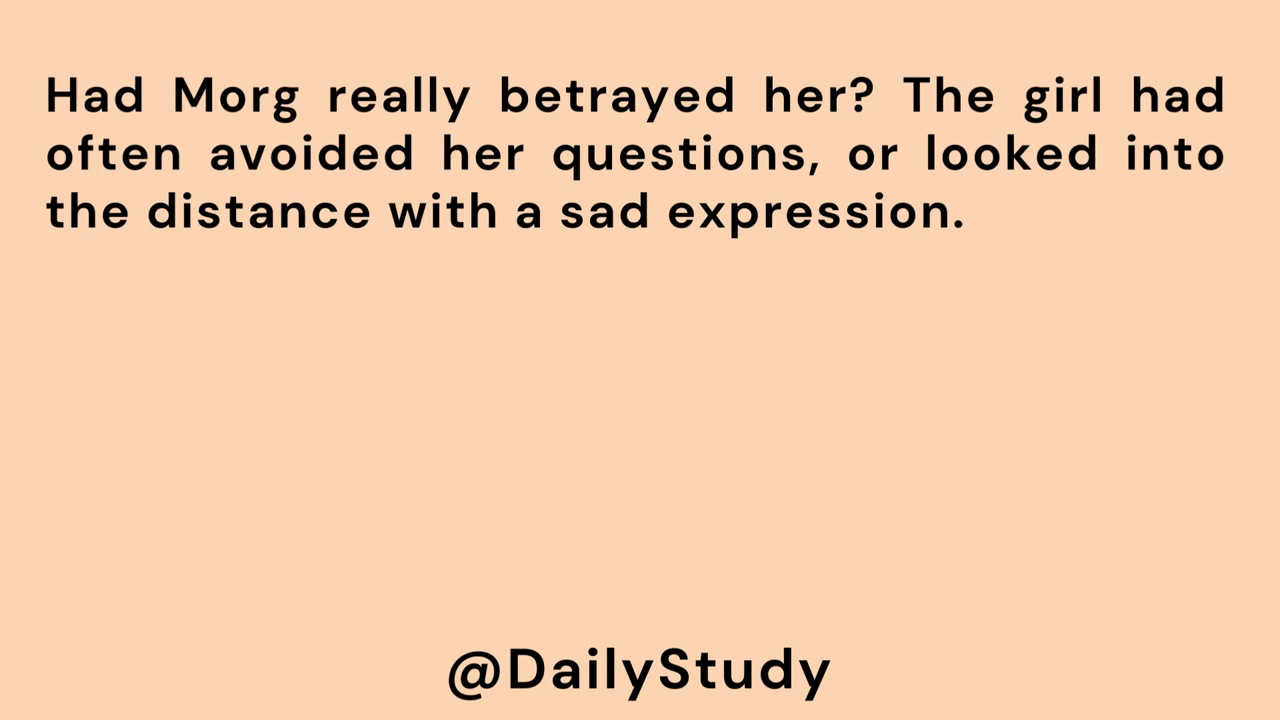 Had Morg really betrayed her? The girl had
often avoided her questions, or looked into
the distance with a sad expression.
@DailyStudy